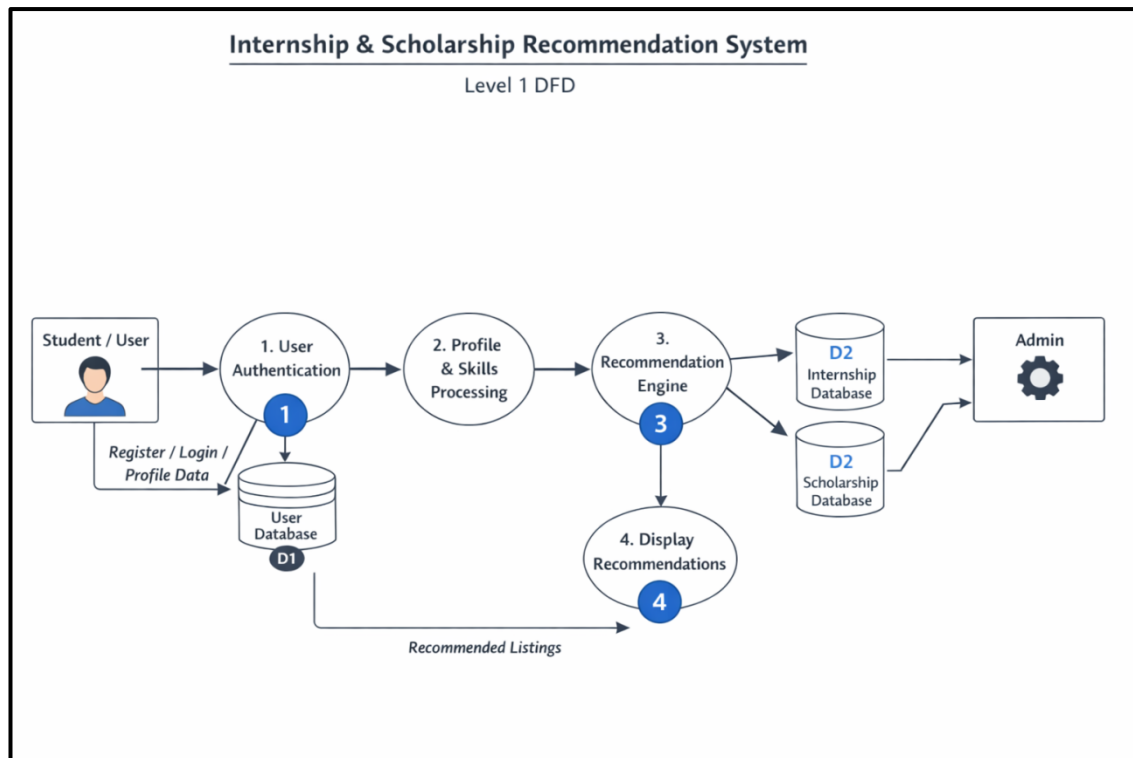 Internship & Scholarship Recommendation System
Level 1 DFD
Student / User
1. User
Authentication
1
2. Profile
& Skills
Processing
3.
Recommendation
Engine
3
D2
Internship
Database
Admin
Register / Login /
Profile Data
D2
Scholarship
Database
User
Database
D1
4. Display
Recommendations
4
Recommended Listings